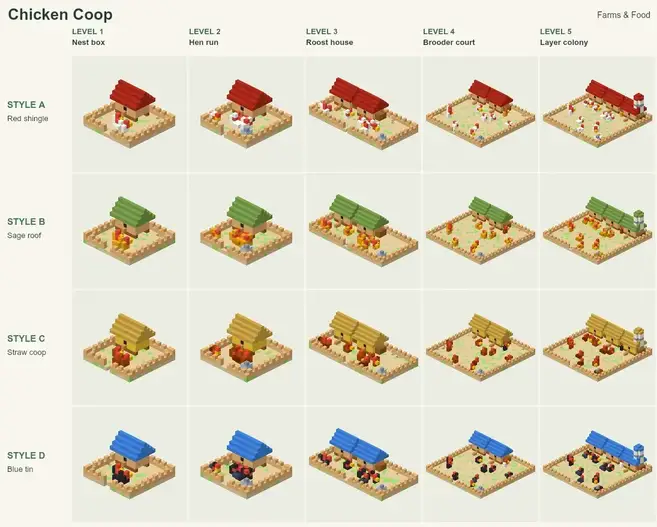 Chicken Coop
Farms & Food
LEVEL 1
Nest box
LEVEL 2
Hen run
LEVEL 3
Roost house
LEVEL 4
Brooder court
LEVEL 5
Layer colony
STYLE A
Red shingle
STYLE B
Sage roof
STYLE C
Straw coop
STYLE D
Blue tin